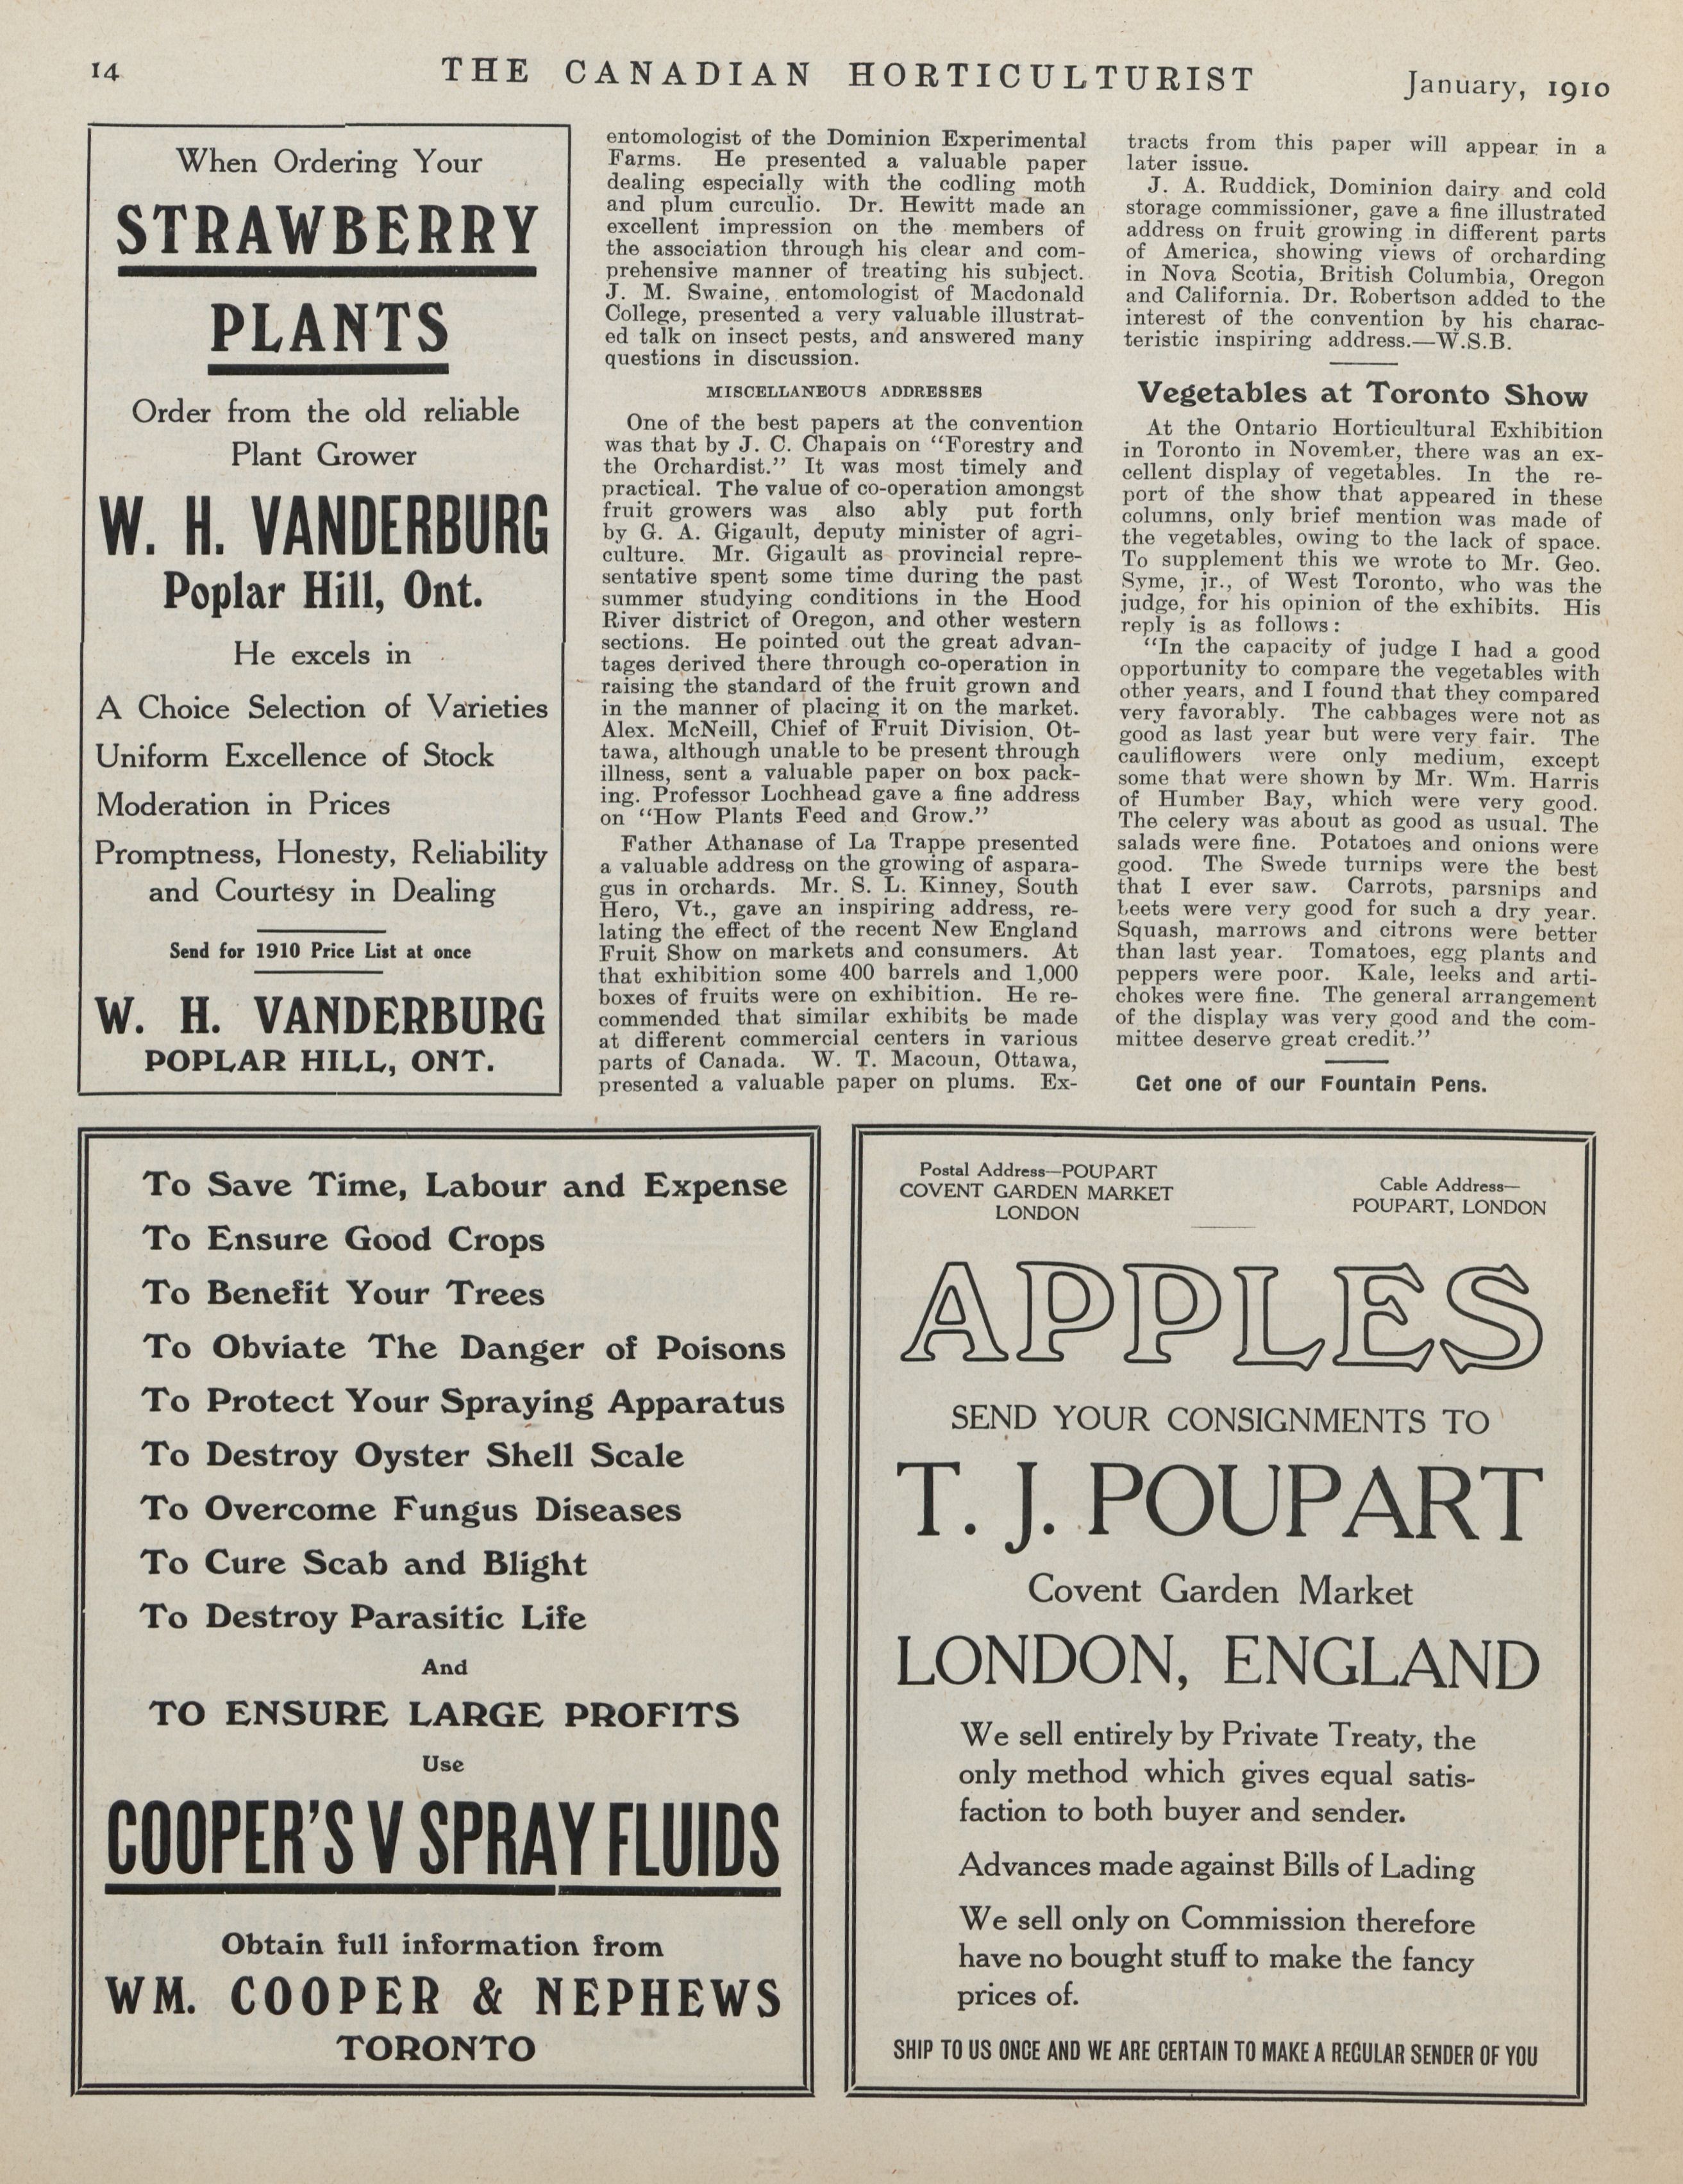 14
THE CANADIAN HORTICULTURIST
January, 1910
When Ordering Your
STRAWBERRY
PLANTS
Order from the old reliable
Plant Grower
W. H. VANDERBURG
Poplar Hill, Ont.
He excels in
A Choice Selection of Varieties
Uniform Excellence of Stock
Moderation in Prices
Promptness, Honesty, Reliability
and Courtesy in Dealing
Send for 1910 Price List at once
W. H. VANDERBURG
POPLAR HILL, ONT.
entomologist of the Dominion Experimental
Farms. He presented a valuable paper
dealing especially with the codling moth
and plum curculio. Dr. Hewitt made an
excellent impression on the members of
the association through his clear and com-
prehensive manner of treating his subject.
J. M. Swaine, entomologist of Macdonald
College, presented a very valuable illustrat-
ed talk on insect pests, and answered many
questions in discussion.
MISCELLANEOUS ADDRESSES
One of the best papers at the convention
was that by J. C. Chapais on "Forestry and
the Orchardist." It was most timely and
practical. The value of co-operation amongst
fruit growers was also ably put forth
by G. A. Gigault, deputy minister of agri-
culture. Mr. Gigault as provincial repre-
sentative spent some time during the past
summer studying conditions in the Hood
River district of Oregon, and other western
sections. He pointed out the great advan-
tages derived there through co-operation in
raising the standard of the fruit grown and
in the manner of placing it on the market.
Alex. McNeill, Chief of Fruit Division, Ot-
tawa, although unable to be present through
illness, sent a valuable paper on box pack-
ing. Professor Lochhead gave a fine address
on "How Plants Feed and Grow."
Father Athanase of La Trappe presented
a valuable address on the growing of aspara-
gus in orchards. Mr. S. L. Kinney, South
Hero, Vt., gave an inspiring address, re-
lating the effect of the recent New England
Fruit Show on markets and consumers. At
that exhibition some 400 barrels and 1,000
boxes of fruits were on exhibition. He re-
commended that similar exhibits be made
at different commercial centers in various
parts of Canada. W. T. Macoun, Ottawa,
presented a valuable paper on plums. Ex-
tracts from this paper will appear in a
later issue.
J. A. Ruddick, Dominion dairy and cold
storage commissioner, gave a fine illustrated
address on fruit growing in different parts
of America, showing views of orcharding
in Nova Scotia, British Columbia, Oregon
and California. Dr. Robertson added to the
interest of the convention by his charac-
teristic inspiring address.—W.S.B.
Vegetables at Toronto Show
At the Ontario Horticultural Exhibition
in Toronto in November, there was an ex-
cellent display of vegetables. In the re-
port of the show that appeared in these
columns, only brief mention was made of
the vegetables, owing to the lack of space.
To supplement this we wrote to Mr. Geo.
Syme, jr., of West Toronto, who was the
judge, for his opinion of the exhibits. His
reply is as follows:
"In the capacity of judge I had a good
opportunity to compare the vegetables with
other years, and I found that they compared
very favorably. The cabbages were not as
good as last year but were very fair. The
cauliflowers were only medium, except
some that were shown by Mr. Wm. Harris
of Humber Bay, which were very good.
The celery was about as good as usual. The
salads were fine. Potatoes and onions were
good. The Swede turnips were the best
that I ever saw. Carrots, parsnips and
beets were very good for such a dry year.
Squash, marrows and citrons were better
than last year. Tomatoes, egg plants and
peppers were poor. Kale, leeks and arti-
chokes were fine. The general arrangement
of the display was very good and the com-
mittee deserve great credit."
Get one of our Fountain Pens.
To Save Time, Labour and Expense
To Ensure Good Crops
To Benefit Your Trees
To Obviate The Danger of Poisons
To Protect Your Spraying Apparatus
To Destroy Oyster Shell Scale
To Overcome Fungus Diseases
To Cure Scab and Blight
To Destroy Parasitic Life
And
TO ENSURE LARGE PROFITS
Use
COOPER'S V SPRAY FLUIDS
Obtain full information from
WM. COOPER & NEPHEWS
TORONTO
Postal Address—POUPART
COVENT GARDEN MARKET
LONDON
Cable Address—
POUPART, LONDON
APPLES
SEND YOUR CONSIGNMENTS TO
T. J. POUPART
Covent Garden Market
LONDON, ENGLAND
We sell entirely by Private Treaty, the
only method which gives equal satis-
faction to both buyer and sender.
Advances made against Bills of Lading
We sell only on Commission therefore
have no bought stuff to make the fancy
prices of.
SHIP TO US ONCE AND WE ARE CERTAIN TO MAKE A REGULAR SENDER OF YOU